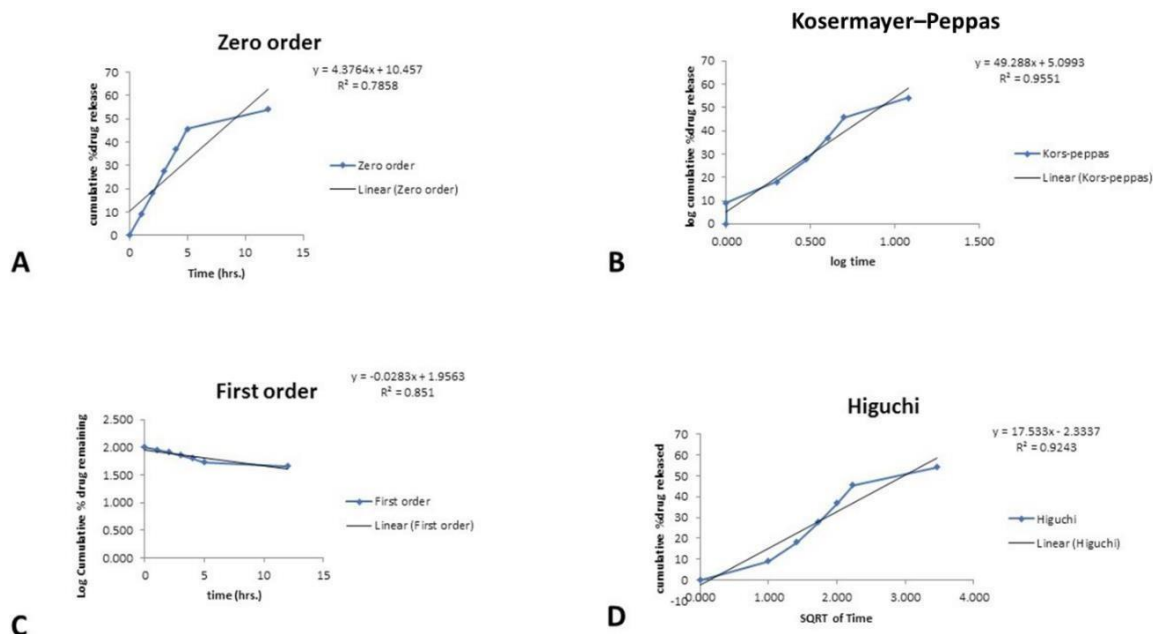 Zero order
y = 4.3764x + 10.457
R² = 0.7858
cumulative %drug release
70
60
50
40
30
20
10
0
0 5 10 15
Time (hrs.)
Zero order
Linear (Zero order)
A
Kosermayer–Peppas
y = 49.288x + 5.0993
R² = 0.9551
log cumulative %drug release
70
60
50
40
30
20
10
0
0.000 0.500 1.000 1.500
log time
Kors-peppas
Linear (Kors-peppas)
B
First order
y = -0.0283x + 1.9563
R² = 0.851
Log Cumulative % drug remaining
2.500
2.000
1.500
1.000
0.500
0.000
0 5 10 15
time (hrs.)
First order
Linear (First order)
C
Higuchi
y = 17.533x - 2.3337
R² = 0.9243
cumulative %drug released
70
60
50
40
30
20
10
0
-10
0.000 1.000 2.000 3.000 4.000
SQRT of Time
Higuchi
Linear (Higuchi)
D